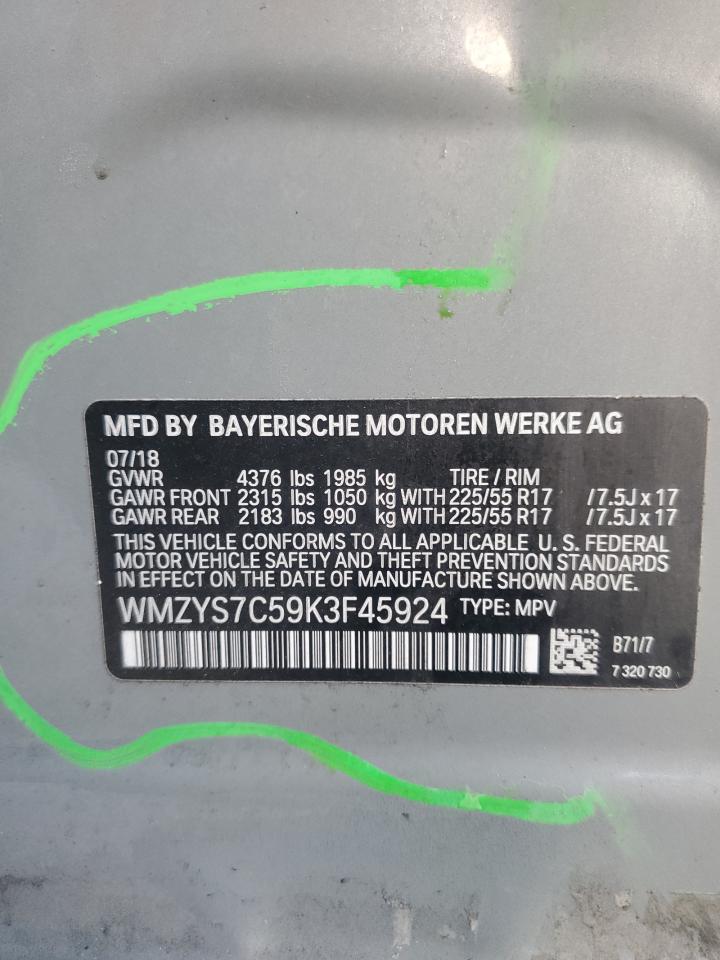 MFD BY BAYERISCHE MOTOREN WERKE AG
07/18
GVWR 4376 lbs 1985 kg TIRE / RIM
GAWR FRONT 2315 lbs 1050 kg WITH 225/55 R17 /7.5J x 17
GAWR REAR 2183 lbs 990 kg WITH 225/55 R17 /7.5J x 17
THIS VEHICLE CONFORMS TO ALL APPLICABLE U. S. FEDERAL
MOTOR VEHICLE SAFETY AND THEFT PREVENTION STANDARDS
IN EFFECT ON THE DATE OF MANUFACTURE SHOWN ABOVE.
WMZYS7C59K3F45924 TYPE: MPV
B71/7
7 320 730